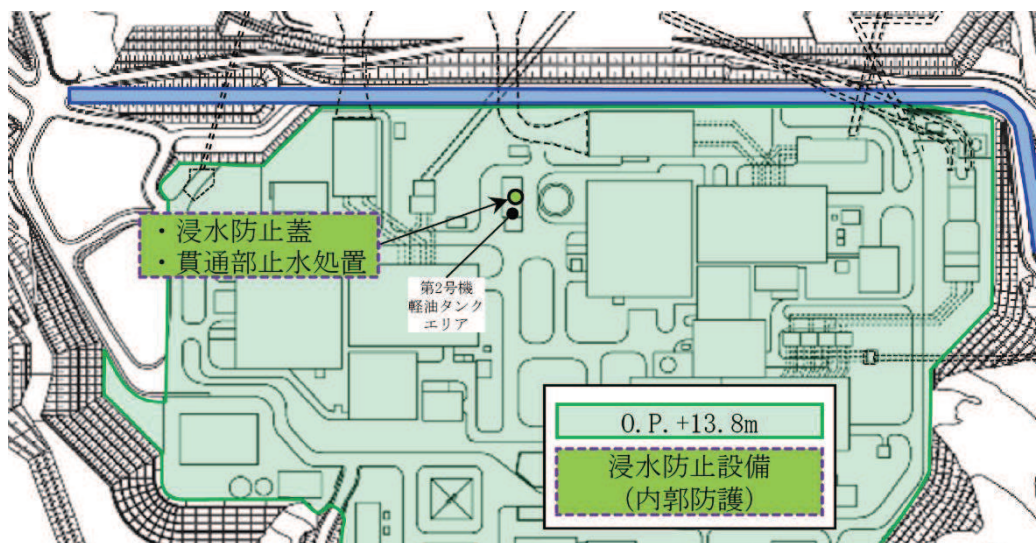 ・浸水防止蓋
・貫通部止水処置
第2号機
軽油タンク
エリア
O.P.+13.8m
浸水防止設備
(内郭防護)